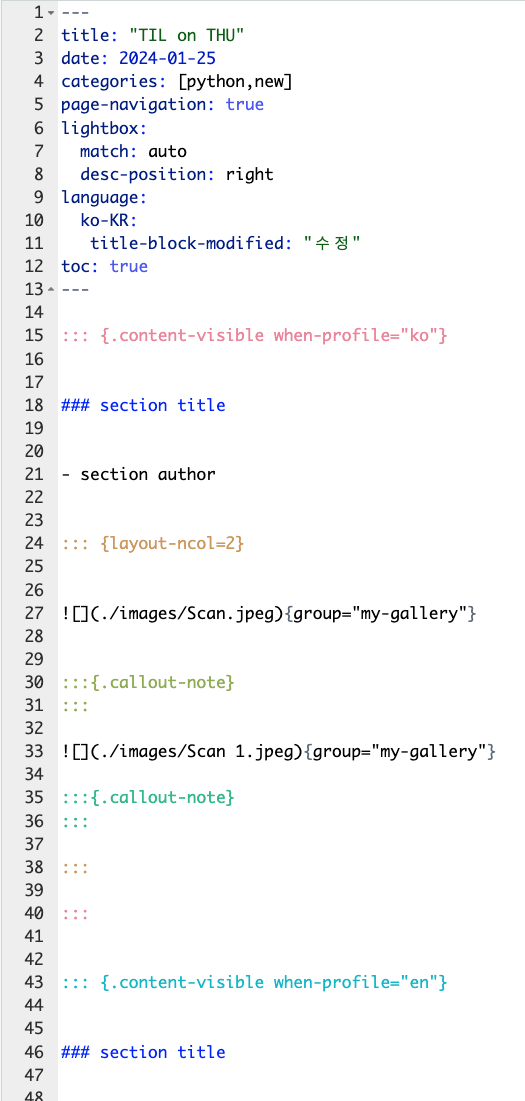 1 ---
2 title: "TIL on THU"
3 date: 2024-01-25
4 categories: [python,new]
5 page-navigation: true
6 lightbox:
7   match: auto
8   desc-position: right
9 language:
10   ko-KR:
11    title-block-modified: "수정"
12 toc: true
13 ---
14
15 ::: {.content-visible when-profile="ko"}
16
17
18 ### section title
19
20
21 - section author
22
23
24 ::: {layout-ncol=2}
25
26
27 ![](./images/Scan.jpeg){group="my-gallery"}
28
29
30 :::{.callout-note}
31 :::
32
33 ![](./images/Scan 1.jpeg){group="my-gallery"}
34
35 :::{.callout-note}
36 :::
37
38 :::
39
40 :::
41
42
43 ::: {.content-visible when-profile="en"}
44
45
46 ### section title
47
48